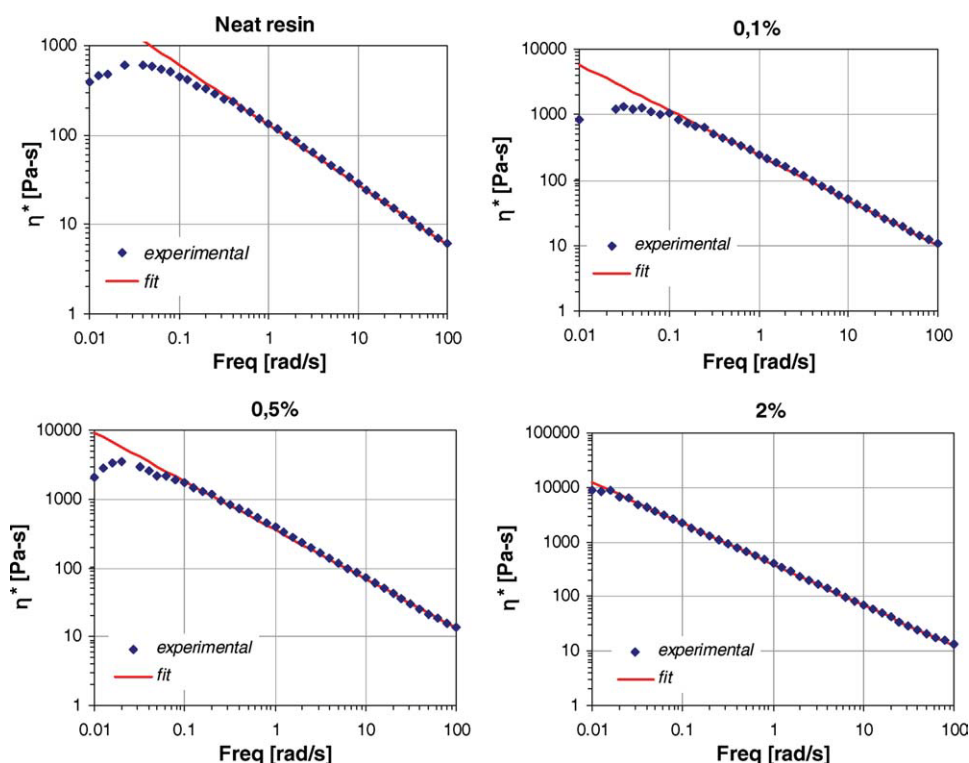 Neat resin
1000
100
10
1
η* [Pa-s]
experimental
fit
0.01 0.1 1 10 100
Freq [rad/s]
0,1%
10000
1000
100
10
1
η* [Pa-s]
experimental
fit
0.01 0.1 1 10 100
Freq [rad/s]
0,5%
10000
1000
100
10
1
η* [Pa-s]
experimental
fit
0.01 0.1 1 10 100
Freq [rad/s]
2%
100000
10000
1000
100
10
1
η* [Pa-s]
experimental
fit
0.01 0.1 1 10 100
Freq [rad/s]